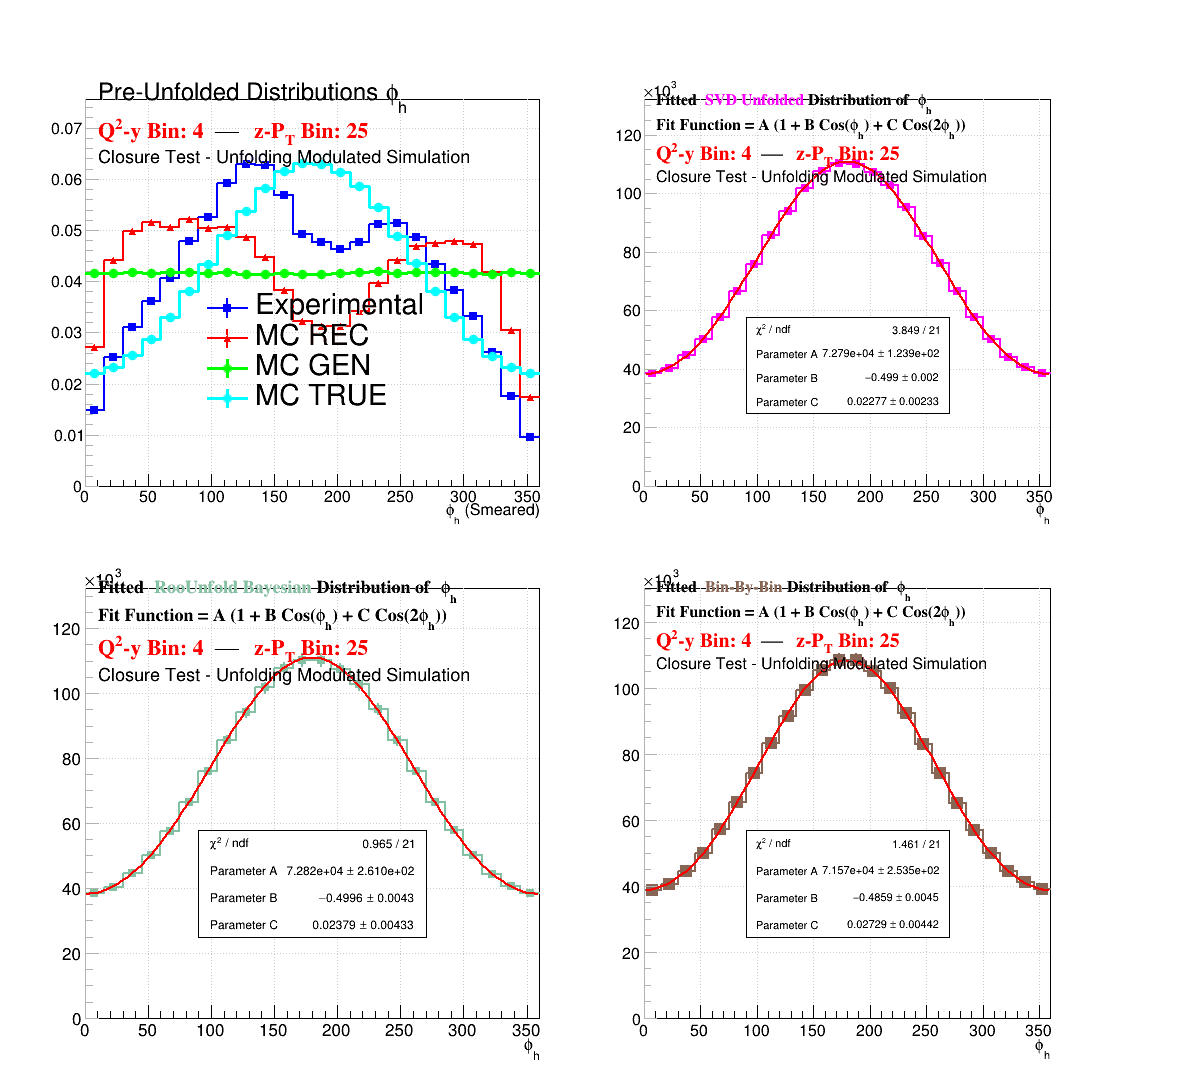 Pre-Unfolded Distributions ϕh
Q²-y Bin: 4 — z-PT Bin: 25
Closure Test - Unfolding Modulated Simulation
0.07
0.06
0.05
0.04
0.03
0.02
0.01
0
Experimental
MC REC
MC GEN
MC TRUE
0 50 100 150 200 250 300 350
ϕh (Smeared)
×10³
Fitted SVD Unfolded Distribution of ϕh
Fit Function = A (1 + B Cos(ϕh) + C Cos(2ϕh))
Q²-y Bin: 4 — z-PT Bin: 25
Closure Test - Unfolding Modulated Simulation
120
100
80
60
40
20
0
χ² / ndf 3.849 / 21
Parameter A 7.279e+04 ± 1.239e+02
Parameter B −0.499 ± 0.002
Parameter C 0.02277 ± 0.00233
0 50 100 150 200 250 300 350
ϕh
×10³
Fitted RooUnfold Bayesian Distribution of ϕh
Fit Function = A (1 + B Cos(ϕh) + C Cos(2ϕh))
Q²-y Bin: 4 — z-PT Bin: 25
Closure Test - Unfolding Modulated Simulation
120
100
80
60
40
20
0
χ² / ndf 0.965 / 21
Parameter A 7.282e+04 ± 2.610e+02
Parameter B −0.4996 ± 0.0043
Parameter C 0.02379 ± 0.00433
0 50 100 150 200 250 300 350
ϕh
×10³
Fitted Bin-By-Bin Distribution of ϕh
Fit Function = A (1 + B Cos(ϕh) + C Cos(2ϕh))
Q²-y Bin: 4 — z-PT Bin: 25
Closure Test - Unfolding Modulated Simulation
120
100
80
60
40
20
0
χ² / ndf 1.461 / 21
Parameter A 7.157e+04 ± 2.535e+02
Parameter B −0.4859 ± 0.0045
Parameter C 0.02729 ± 0.00442
0 50 100 150 200 250 300 350
ϕh